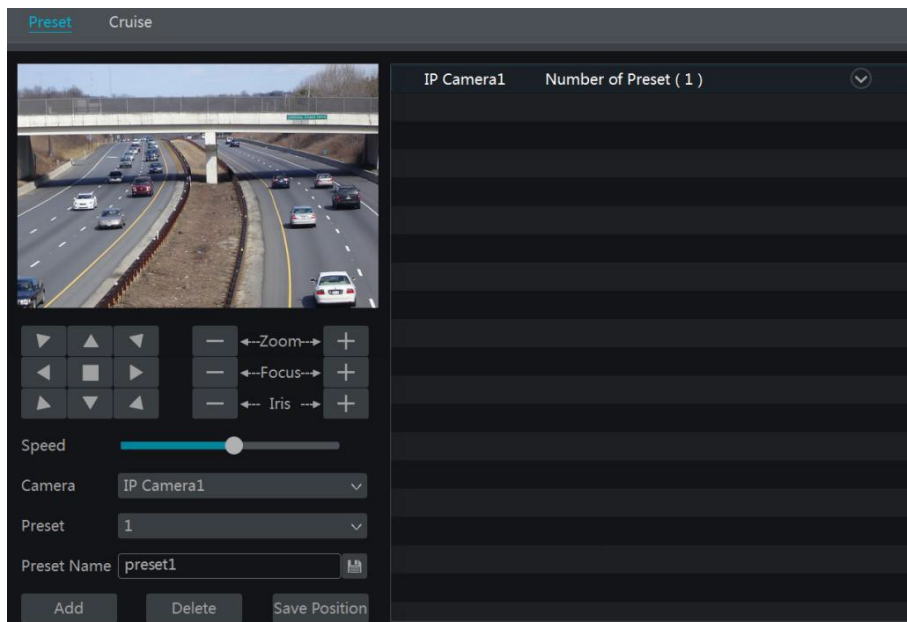 Preset Cruise
IP Camera1 Number of Preset ( 1 )
Zoom
Focus
Iris
Speed
Camera IP Camera1
Preset 1
Preset Name preset1
Add Delete Save Position